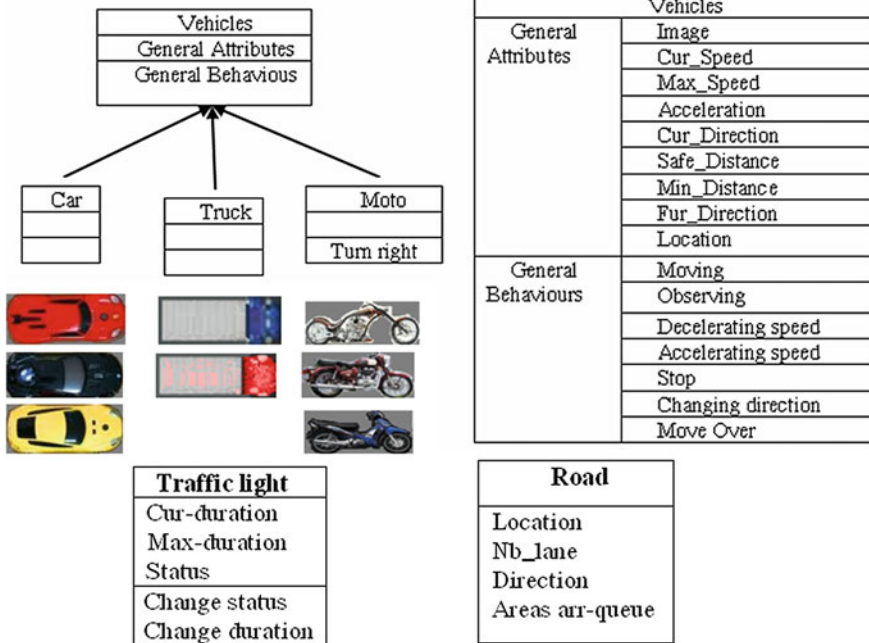 Vehicles
General Attributes
General Behavious
Car
Truck
Moto
Turn right
Vehicles
General Attributes
Image
Cur_Speed
Max_Speed
Acceleration
Cur_Direction
Safe_Distance
Min_Distance
Fur_Direction
Location
General Behaviours
Moving
Observing
Decelerating speed
Accelerating speed
Stop
Changing direction
Move Over
Traffic light
Cur-duration
Max-duration
Status
Change status
Change duration
Road
Location
Nb_lane
Direction
Areas arr-queue